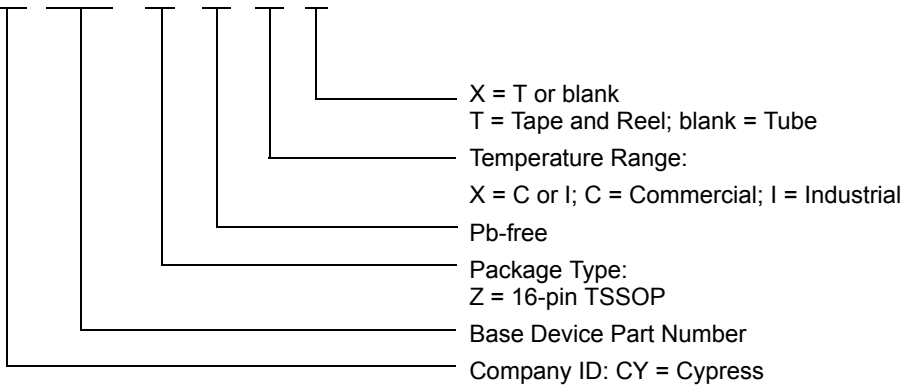 X = T or blank
T = Tape and Reel; blank = Tube
Temperature Range:
X = C or I; C = Commercial; I = Industrial
Pb-free
Package Type:
Z = 16-pin TSSOP
Base Device Part Number
Company ID: CY = Cypress